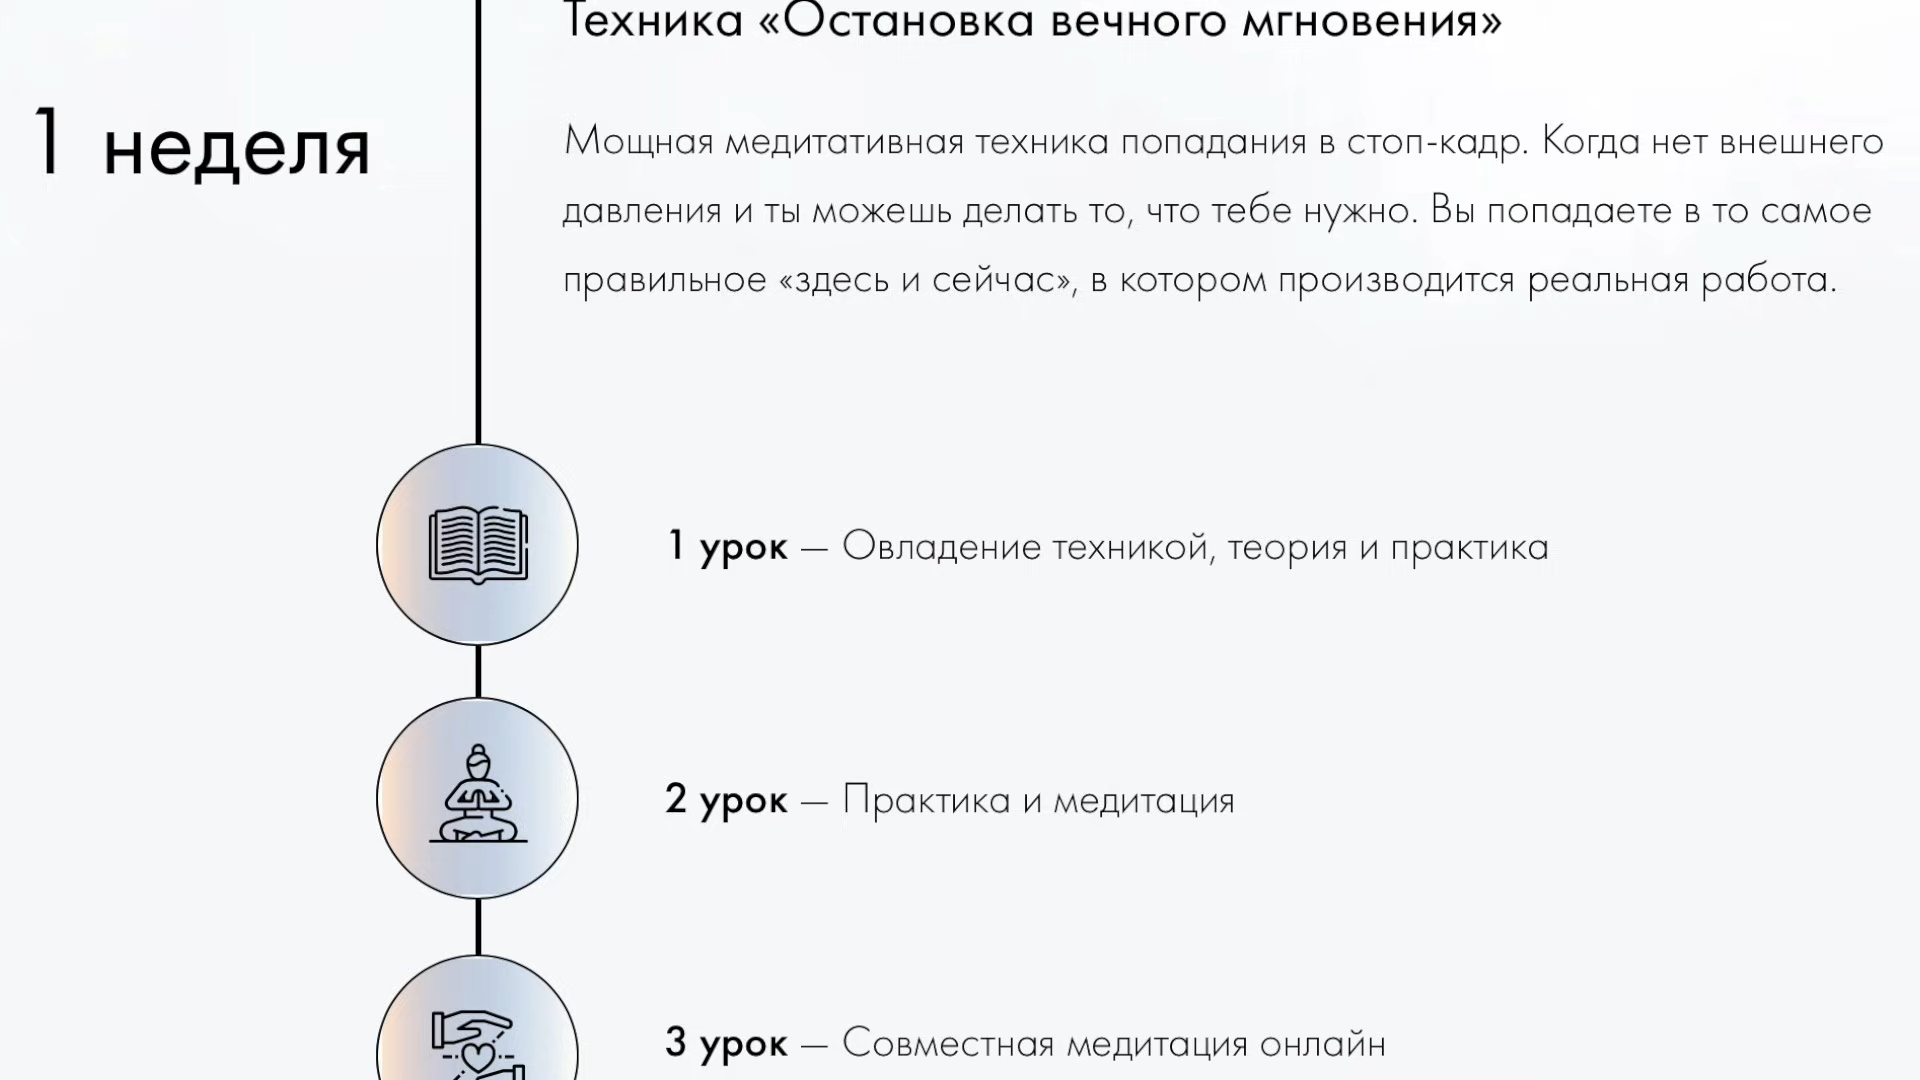 Техника «Остановка вечного мгновения»
1 неделя
Мощная медитативная техника попадания в стоп-кадр. Когда нет внешнего
давления и ты можешь делать то, что тебе нужно. Вы попадаете в то самое
правильное «здесь и сейчас», в котором производится реальная работа.
1 урок — Овладение техникой, теория и практика
2 урок — Практика и медитация
3 урок — Совместная медитация онлайн